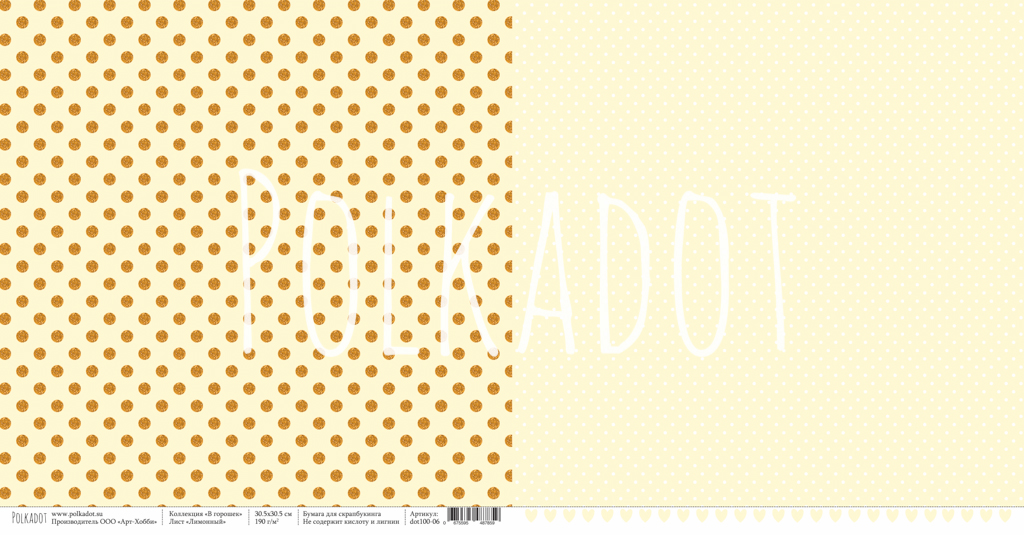 POLKADOT
POLKADOT
www.polkadot.su
Производитель ООО «Арт-Хобби»
Коллекция «В горошек»
Лист «Лимонный»
30.5х30.5 см
190 г/м²
Бумага для скрапбукинга
Не содержит кислоту и лигнин
Артикул:
dot100-06